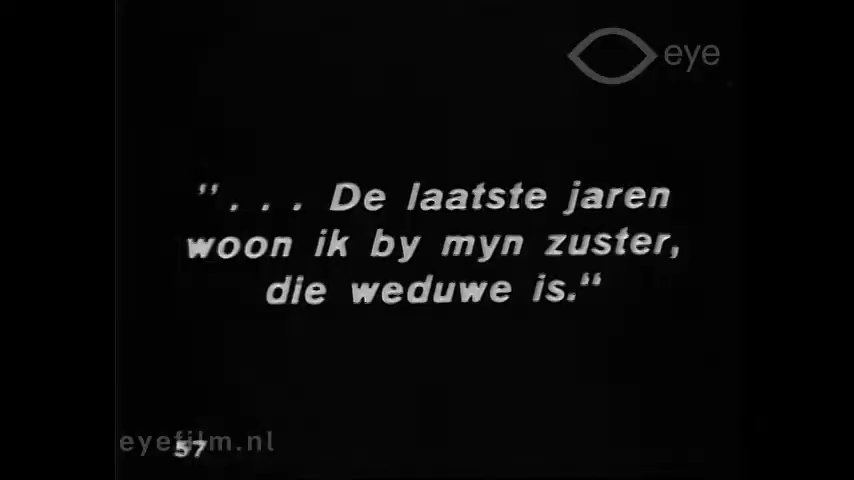 eye
". . . De laatste jaren
woon ik by myn zuster,
die weduwe is."
eyefilm.nl
57